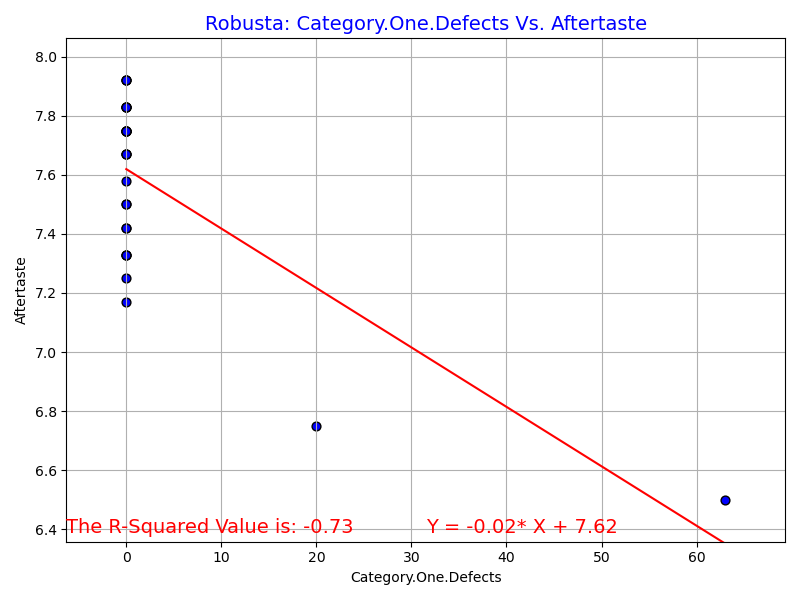 Robusta: Category.One.Defects Vs. Aftertaste
8.0
7.8
7.6
7.4
7.2
7.0
6.8
6.6
6.4
Aftertaste
The R-Squared Value is: -0.73
Y = -0.02* X + 7.62
0 10 20 30 40 50 60
Category.One.Defects